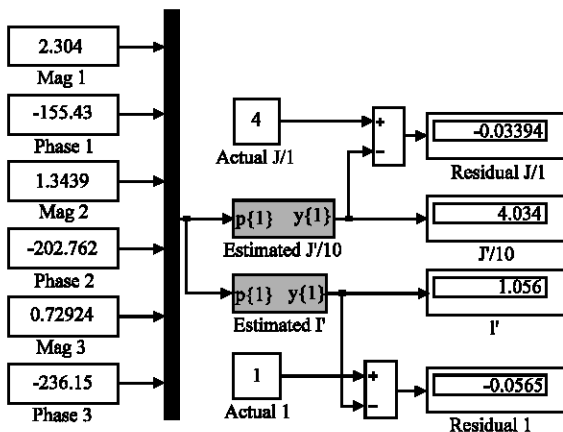 2.304
Mag 1
-155.43
Phase 1
1.3439
Mag 2
-202.762
Phase 2
0.72924
Mag 3
-236.15
Phase 3
4
Actual J/1
+
−
-0.03394
Residual J/1
p{1} y{1}
Estimated J'/10
4.034
J'/10
p{1} y{1}
Estimated I'
1.056
I'
1
Actual 1
+
−
-0.0565
Residual 1